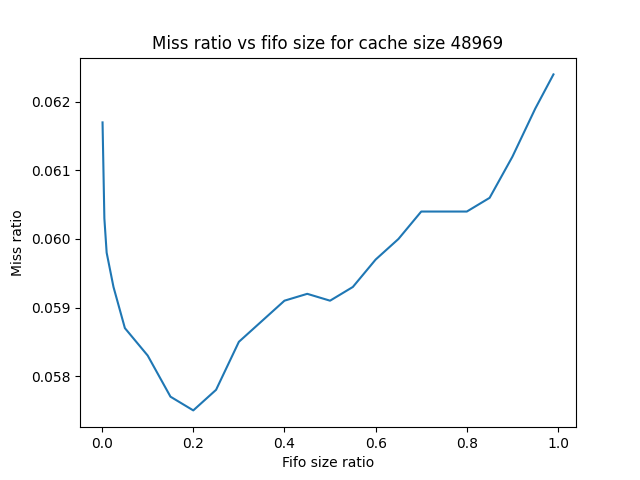 Miss ratio vs fifo size for cache size 48969
0.062
0.061
0.060
0.059
0.058
Miss ratio
0.0 0.2 0.4 0.6 0.8 1.0
Fifo size ratio